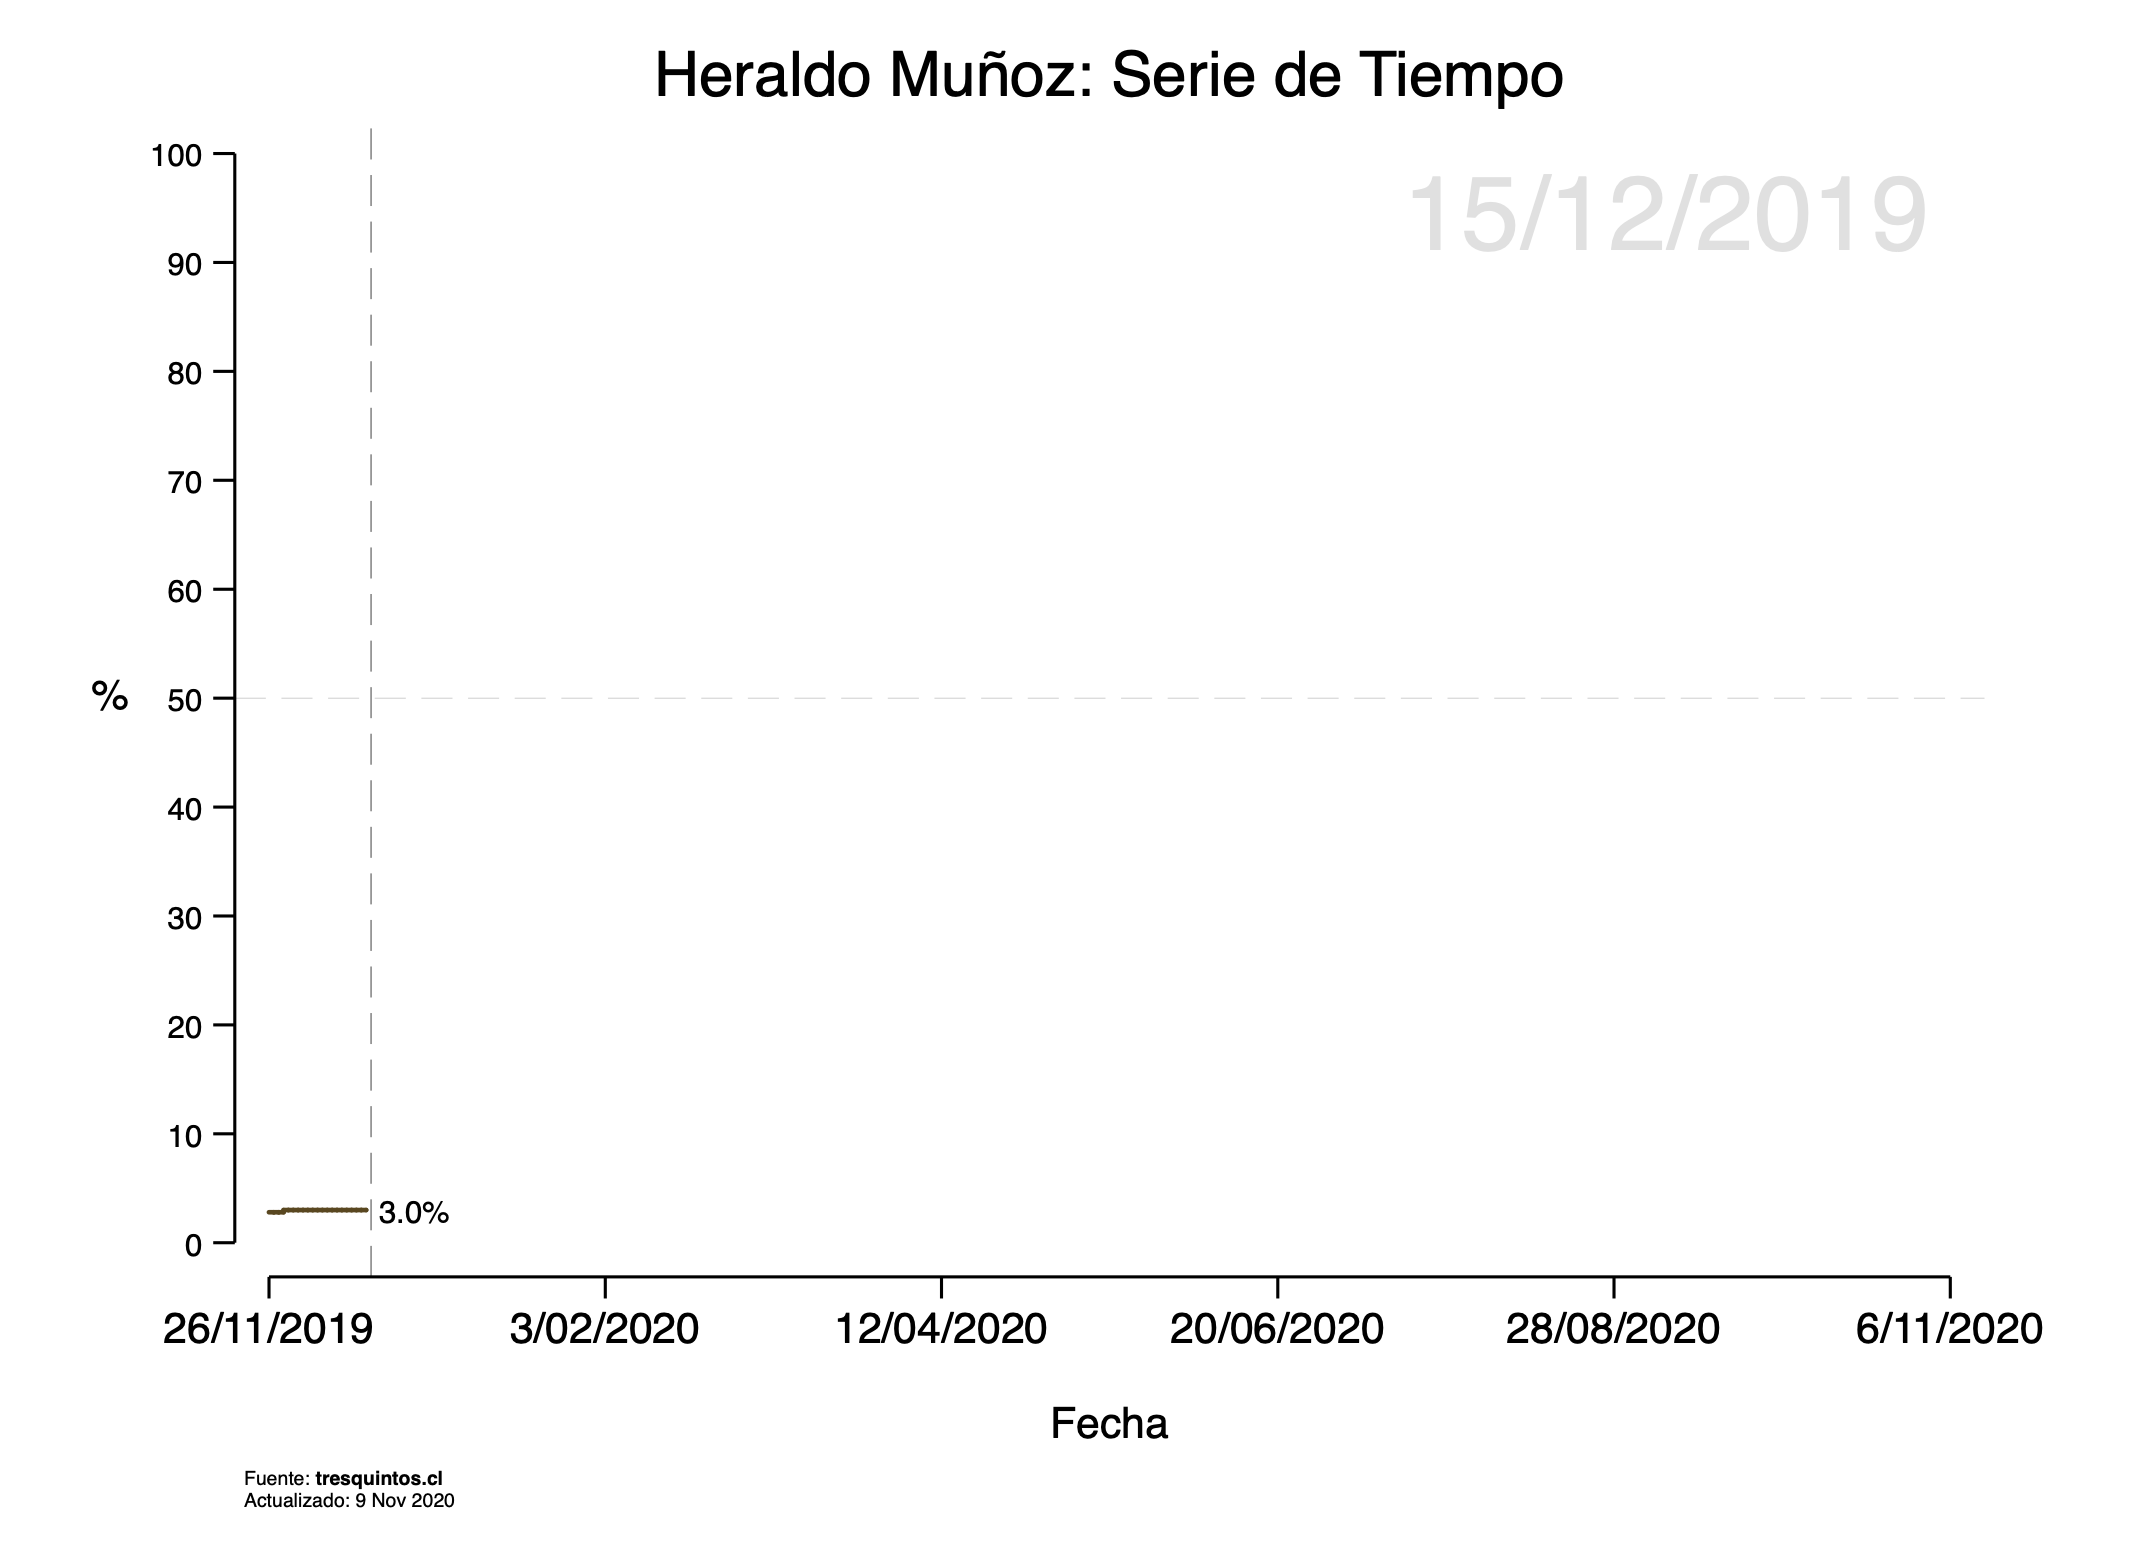 Heraldo Muñoz: Serie de Tiempo
15/12/2019
100
90
80
70
60
%
50
40
30
20
10
0
3.0%
26/11/2019 3/02/2020 12/04/2020 20/06/2020 28/08/2020 6/11/2020
Fecha
Fuente: tresquintos.cl
Actualizado: 9 Nov 2020